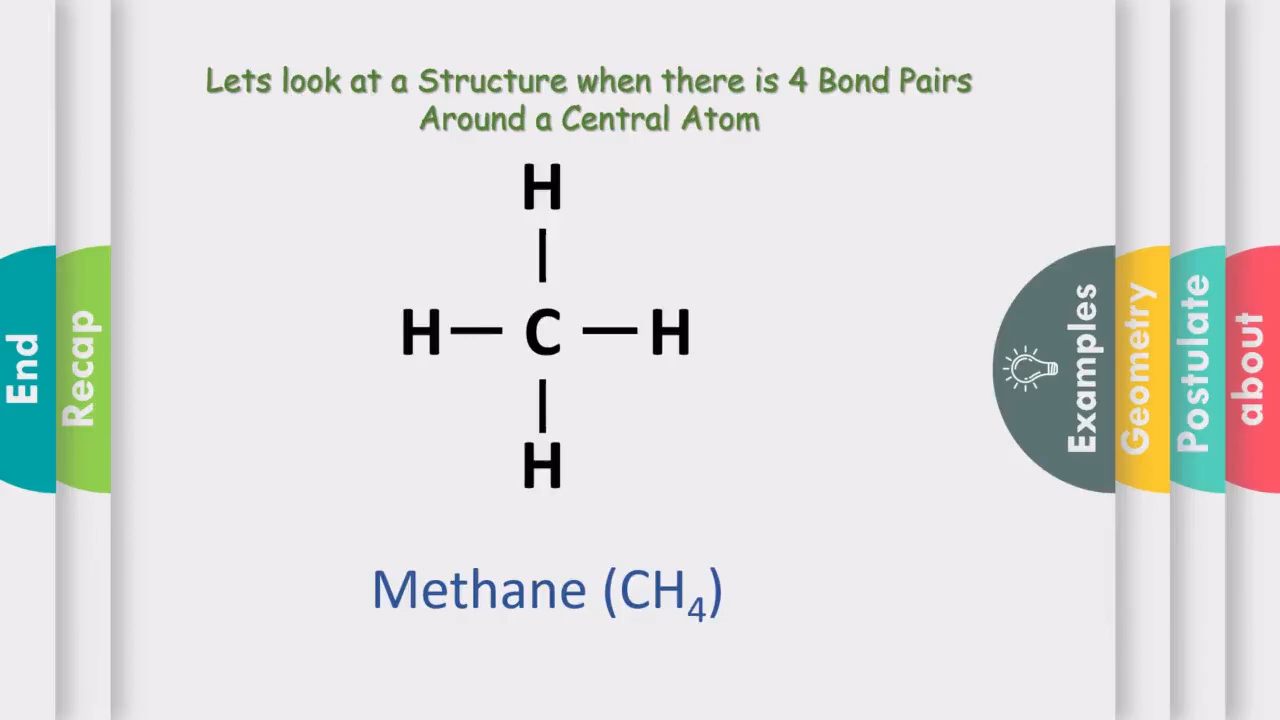 Lets look at a Structure when there is 4 Bond Pairs
Around a Central Atom
H
H — C — H
H
Methane (CH₄)
End
Recap
Examples
Geometry
Postulate
about